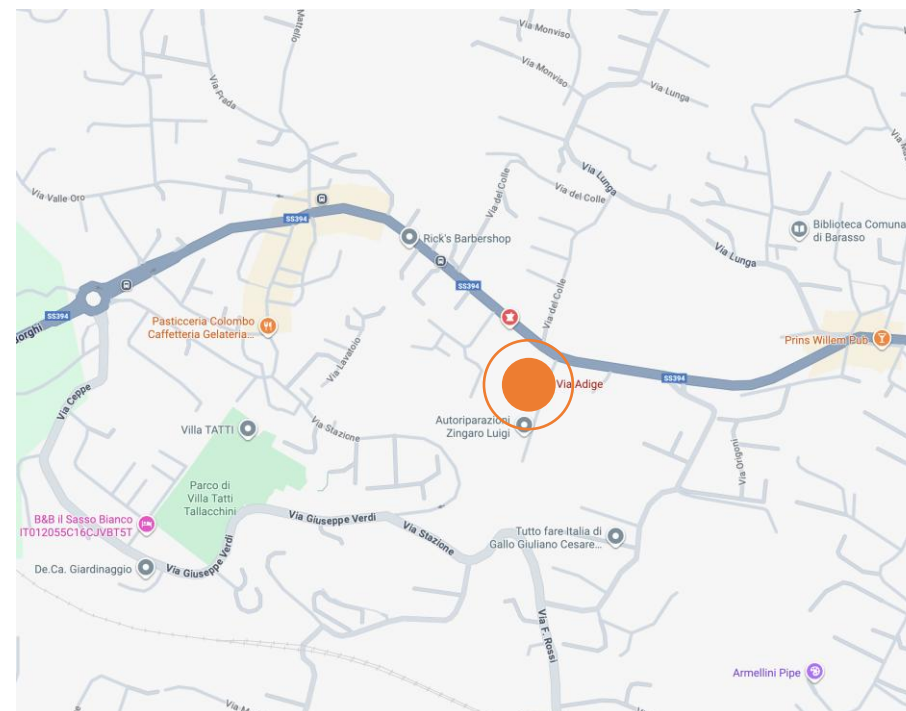 Mattello
Via Monviso
Via Monviso
Via Prada
Via Lunga
Via Valle Oro
Via del Colle
Via Lunga
Via del Colle
SS394
Rick's Barbershop
Biblioteca Comuna
di Barasso
Via Lunga
SS394
Via del Colle
SS394
Pasticceria Colombo
Caffetteria Gelateria...
Prins Willem Pub
Via Lavatoio
Via Adige
SS394
Via Ceppe
Villa TATTI
Via Stazione
Autoriparazioni
Zingaro Luigi
Via Origoni
Parco di
Villa Tatti
Tallacchini
B&B il Sasso Bianco
IT012055C16CJVBT5T
Via Giuseppe Verdi
Via Stazione
Tutto fare Italia di
Gallo Giuliano Cesare...
De.Ca. Giardinaggio
Via Giuseppe Verdi
Via F. Rossi
Armellini Pipe